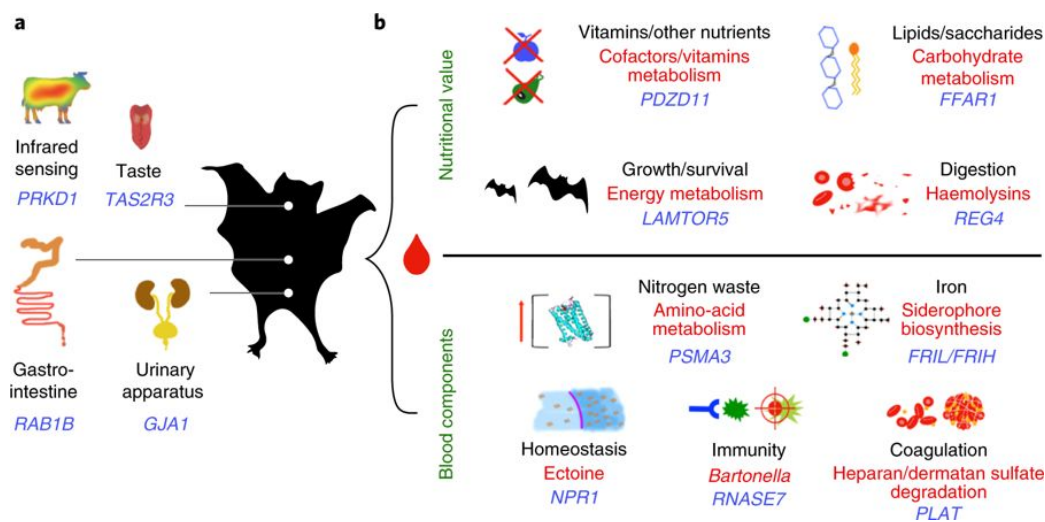 a
Infrared
sensing
PRKD1
Taste
TAS2R3
Gastro-
intestine
RAB1B
Urinary
apparatus
GJA1
b
Nutritional value
Vitamins/other nutrients
Cofactors/vitamins
metabolism
PDZD11
Lipids/saccharides
Carbohydrate
metabolism
FFAR1
Growth/survival
Energy metabolism
LAMTOR5
Digestion
Haemolysins
REG4
Blood components
Nitrogen waste
Amino-acid
metabolism
PSMA3
Iron
Siderophore
biosynthesis
FRIL/FRIH
Homeostasis
Ectoine
NPR1
Immunity
Bartonella
RNASE7
Coagulation
Heparan/dermatan sulfate
degradation
PLAT